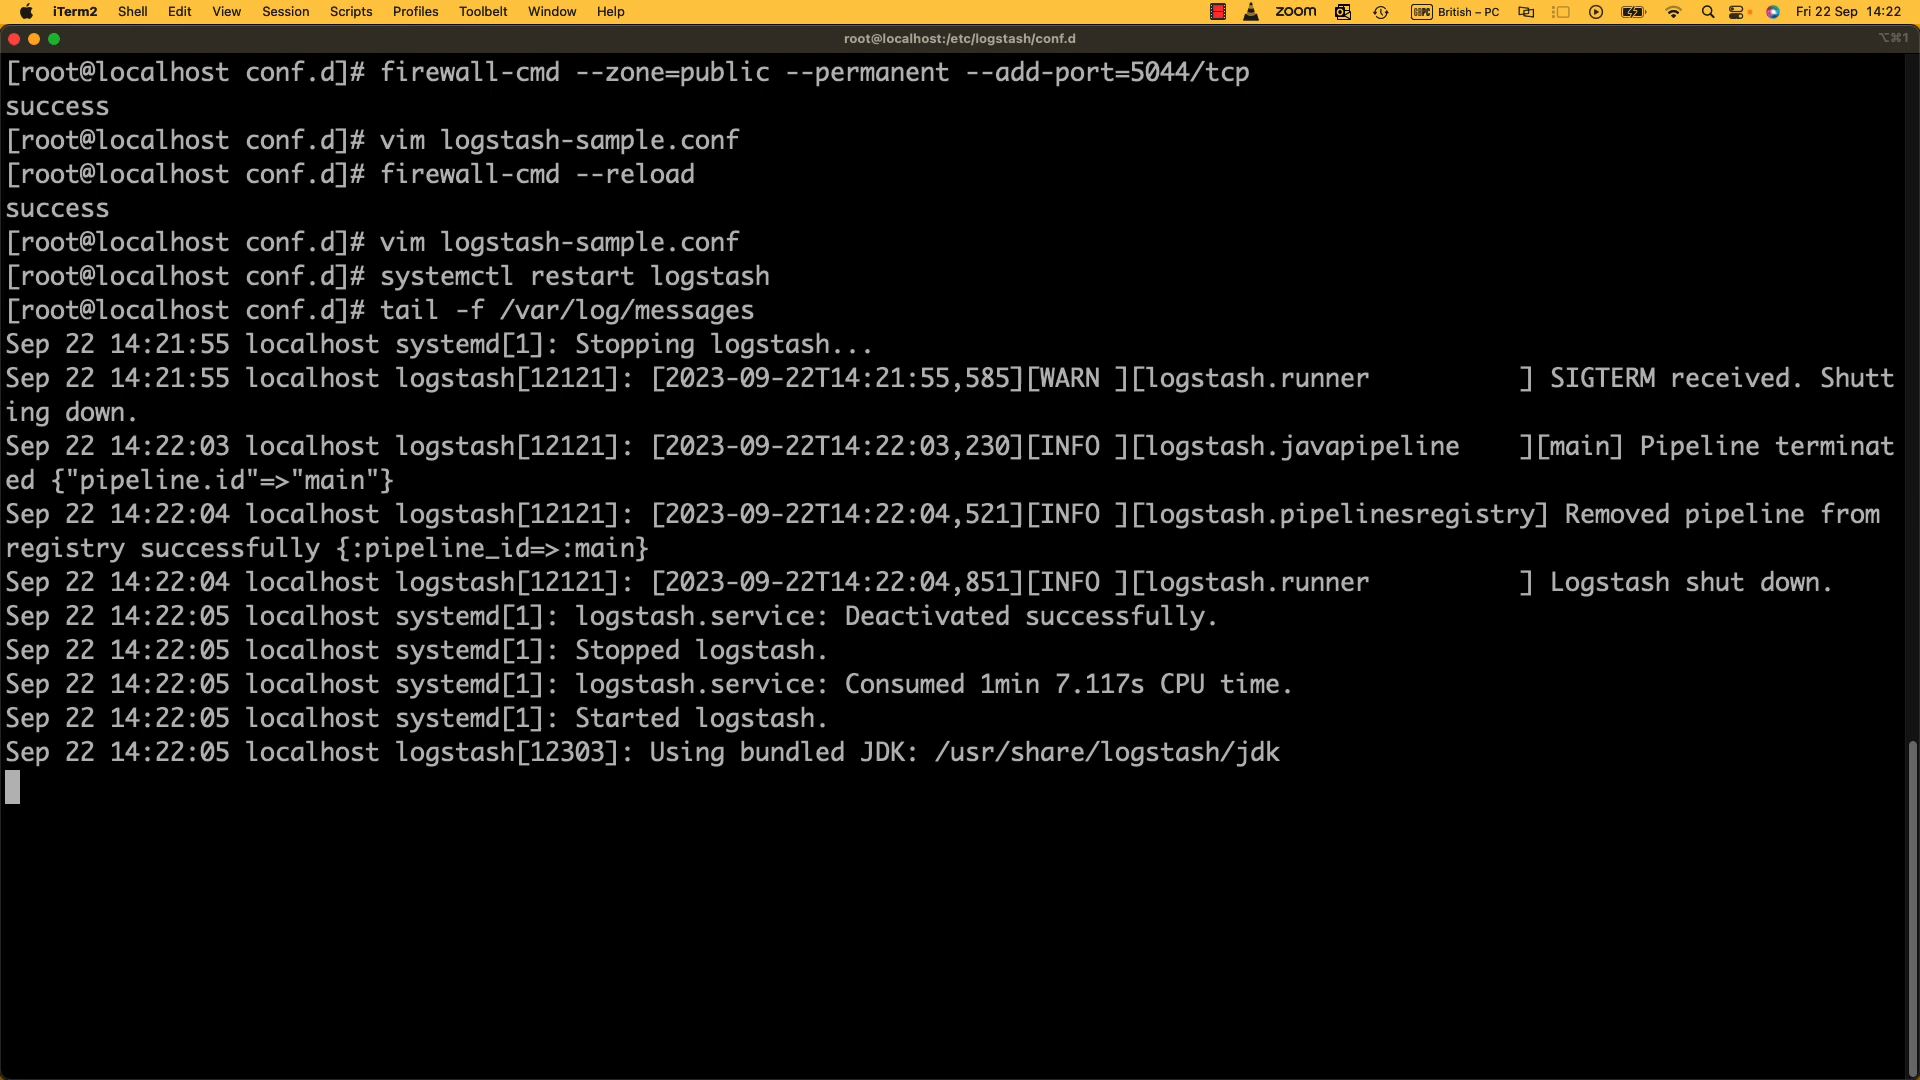 iTerm2 Shell Edit View Session Scripts Profiles Toolbelt Window Help zoom British – PC Fri 22 Sep 14:22
root@localhost:/etc/logstash/conf.d ⌥⌘1
[root@localhost conf.d]# firewall-cmd --zone=public --permanent --add-port=5044/tcp
success
[root@localhost conf.d]# vim logstash-sample.conf
[root@localhost conf.d]# firewall-cmd --reload
success
[root@localhost conf.d]# vim logstash-sample.conf
[root@localhost conf.d]# systemctl restart logstash
[root@localhost conf.d]# tail -f /var/log/messages
Sep 22 14:21:55 localhost systemd[1]: Stopping logstash...
Sep 22 14:21:55 localhost logstash[12121]: [2023-09-22T14:21:55,585][WARN ][logstash.runner          ] SIGTERM received. Shutt
ing down.
Sep 22 14:22:03 localhost logstash[12121]: [2023-09-22T14:22:03,230][INFO ][logstash.javapipeline    ][main] Pipeline terminat
ed {"pipeline.id"=>"main"}
Sep 22 14:22:04 localhost logstash[12121]: [2023-09-22T14:22:04,521][INFO ][logstash.pipelinesregistry] Removed pipeline from
registry successfully {:pipeline_id=>:main}
Sep 22 14:22:04 localhost logstash[12121]: [2023-09-22T14:22:04,851][INFO ][logstash.runner          ] Logstash shut down.
Sep 22 14:22:05 localhost systemd[1]: logstash.service: Deactivated successfully.
Sep 22 14:22:05 localhost systemd[1]: Stopped logstash.
Sep 22 14:22:05 localhost systemd[1]: logstash.service: Consumed 1min 7.117s CPU time.
Sep 22 14:22:05 localhost systemd[1]: Started logstash.
Sep 22 14:22:05 localhost logstash[12303]: Using bundled JDK: /usr/share/logstash/jdk